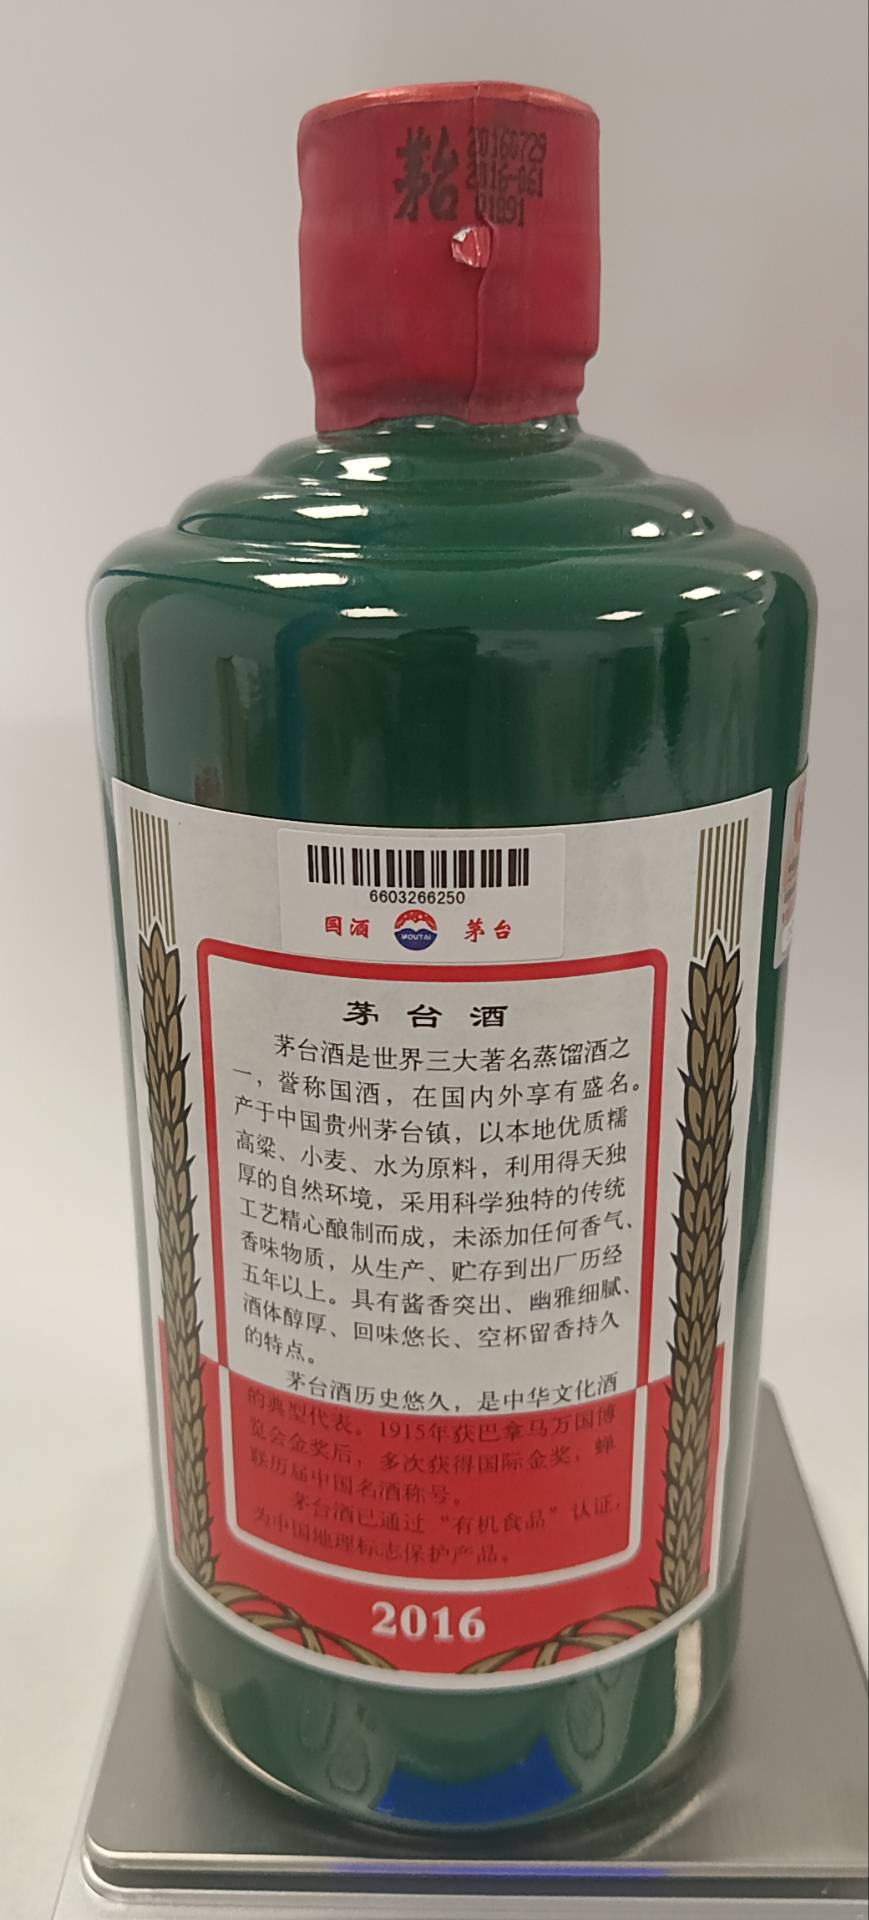 茅台
20160729
2016-061
01891
6603266250
国酒 MOUTAI 茅台
茅台酒
茅台酒是世界三大著名蒸馏酒之
一，誉称国酒，在国内外享有盛名。
产于中国贵州茅台镇，以本地优质糯
高粱、小麦、水为原料，利用得天独
厚的自然环境，采用科学独特的传统
工艺精心酿制而成，未添加任何香气、
香味物质，从生产、贮存到出厂历经
五年以上。具有酱香突出、幽雅细腻、
酒体醇厚、回味悠长、空杯留香持久
的特点。
茅台酒历史悠久，是中华文化酒
的典型代表。1915年获巴拿马万国博
览会金奖后，多次获得国际金奖，蝉
联历届中国名酒称号。
茅台酒已通过“有机食品”认证，
为中国地理标志保护产品。
2016